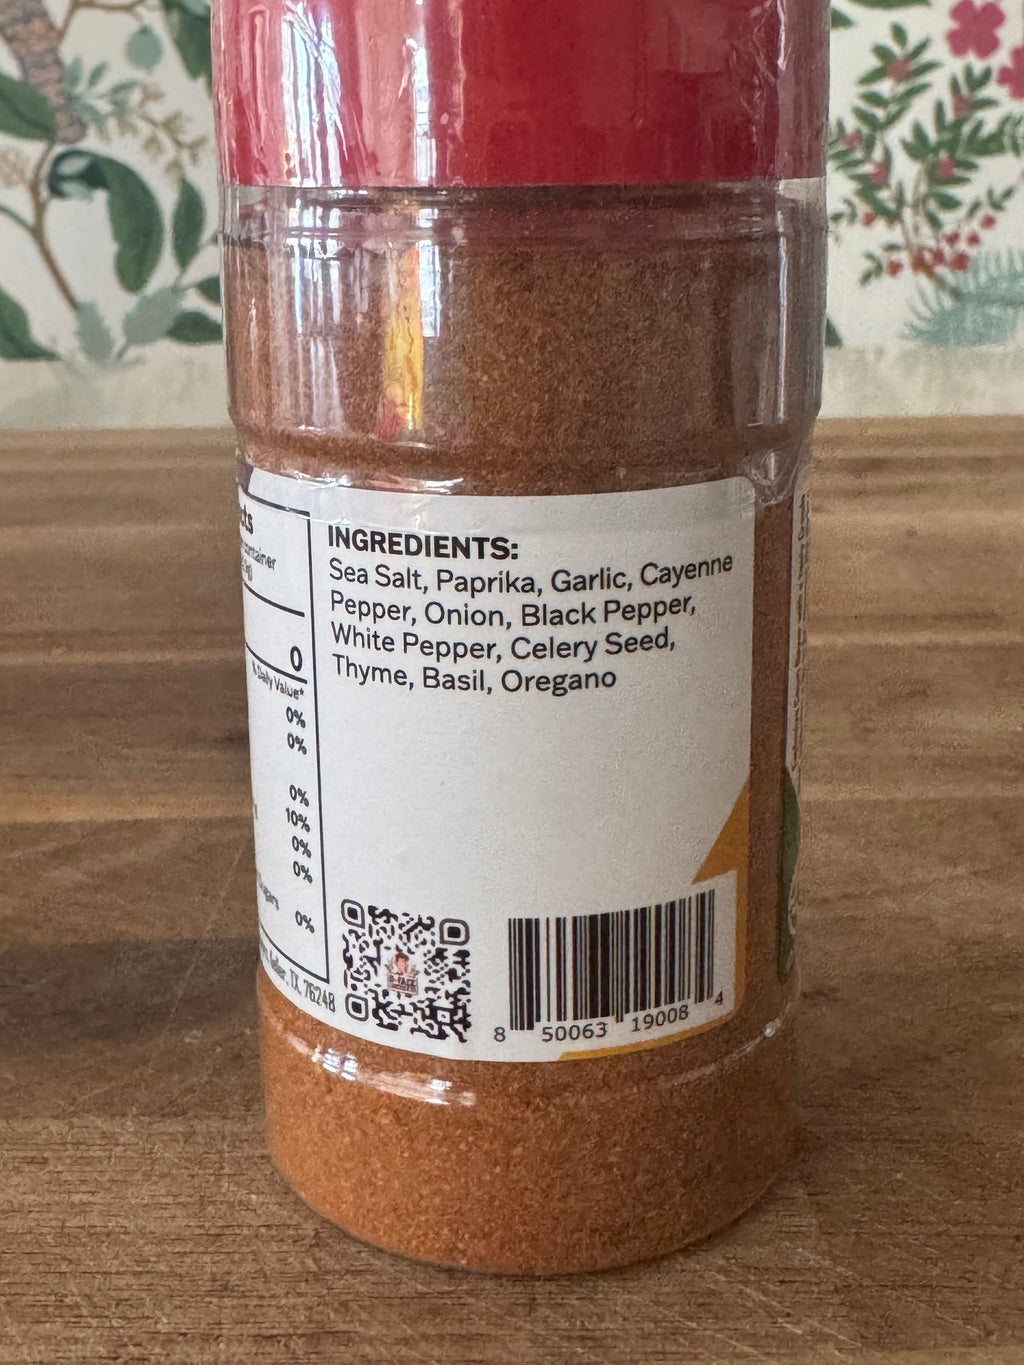 INGREDIENTS:
Sea Salt, Paprika, Garlic, Cayenne
Pepper, Onion, Black Pepper,
White Pepper, Celery Seed,
Thyme, Basil, Oregano
0
% Daily Value*
0%
0%
0%
10%
0%
0%
0%
TX 76248
8 50063 19008 4